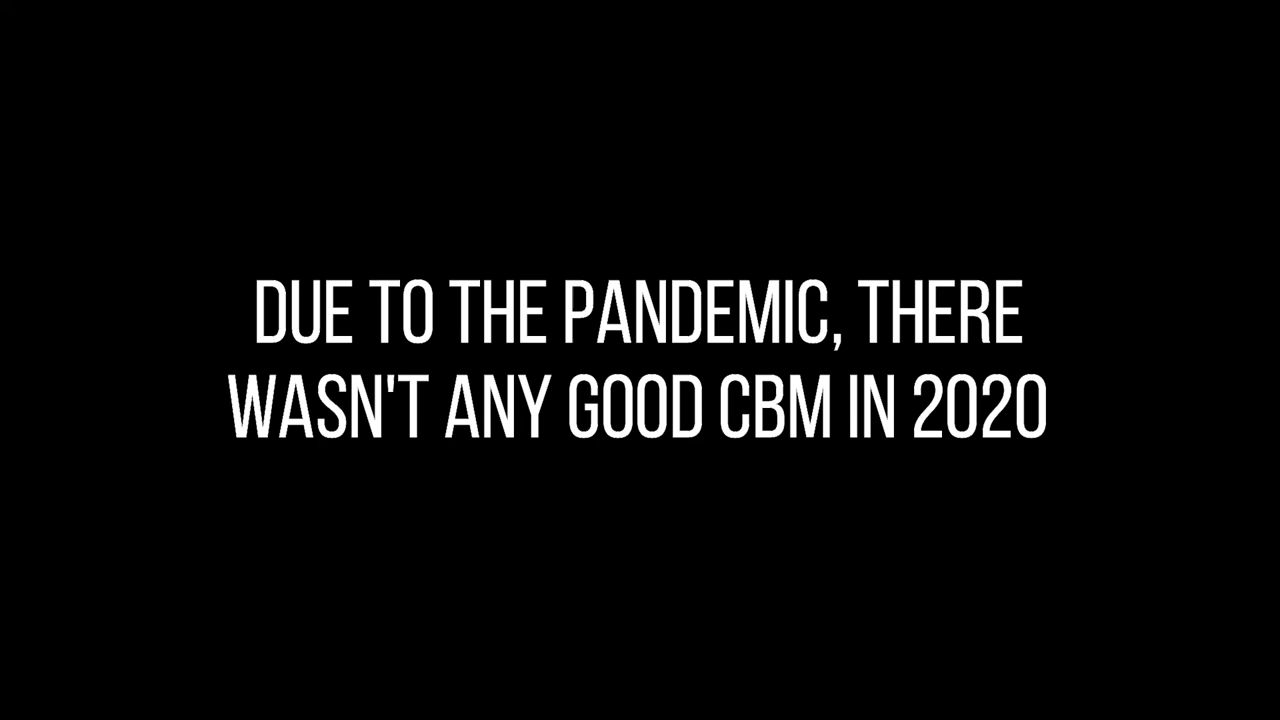 DUE TO THE PANDEMIC, THERE
WASN'T ANY GOOD CBM IN 2020